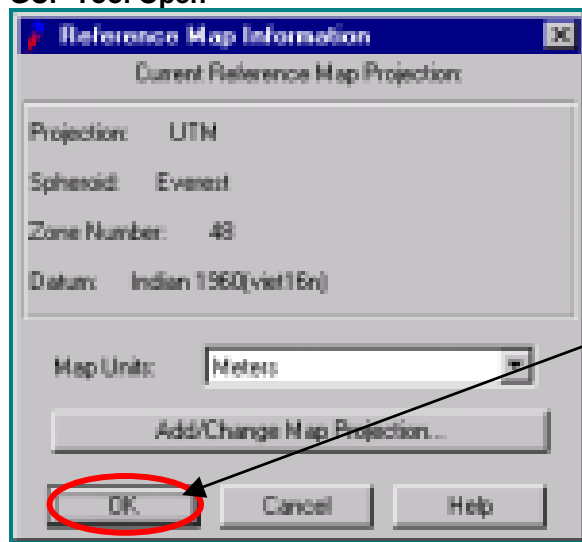 Reference Map Information
Current Reference Map Projection:
Projection: UTM
Spheroid: Everest
Zone Number: 48
Datum: Indian 1960(viet16n)
Map Units: Meters
Add/Change Map Projection...
OK Cancel Help